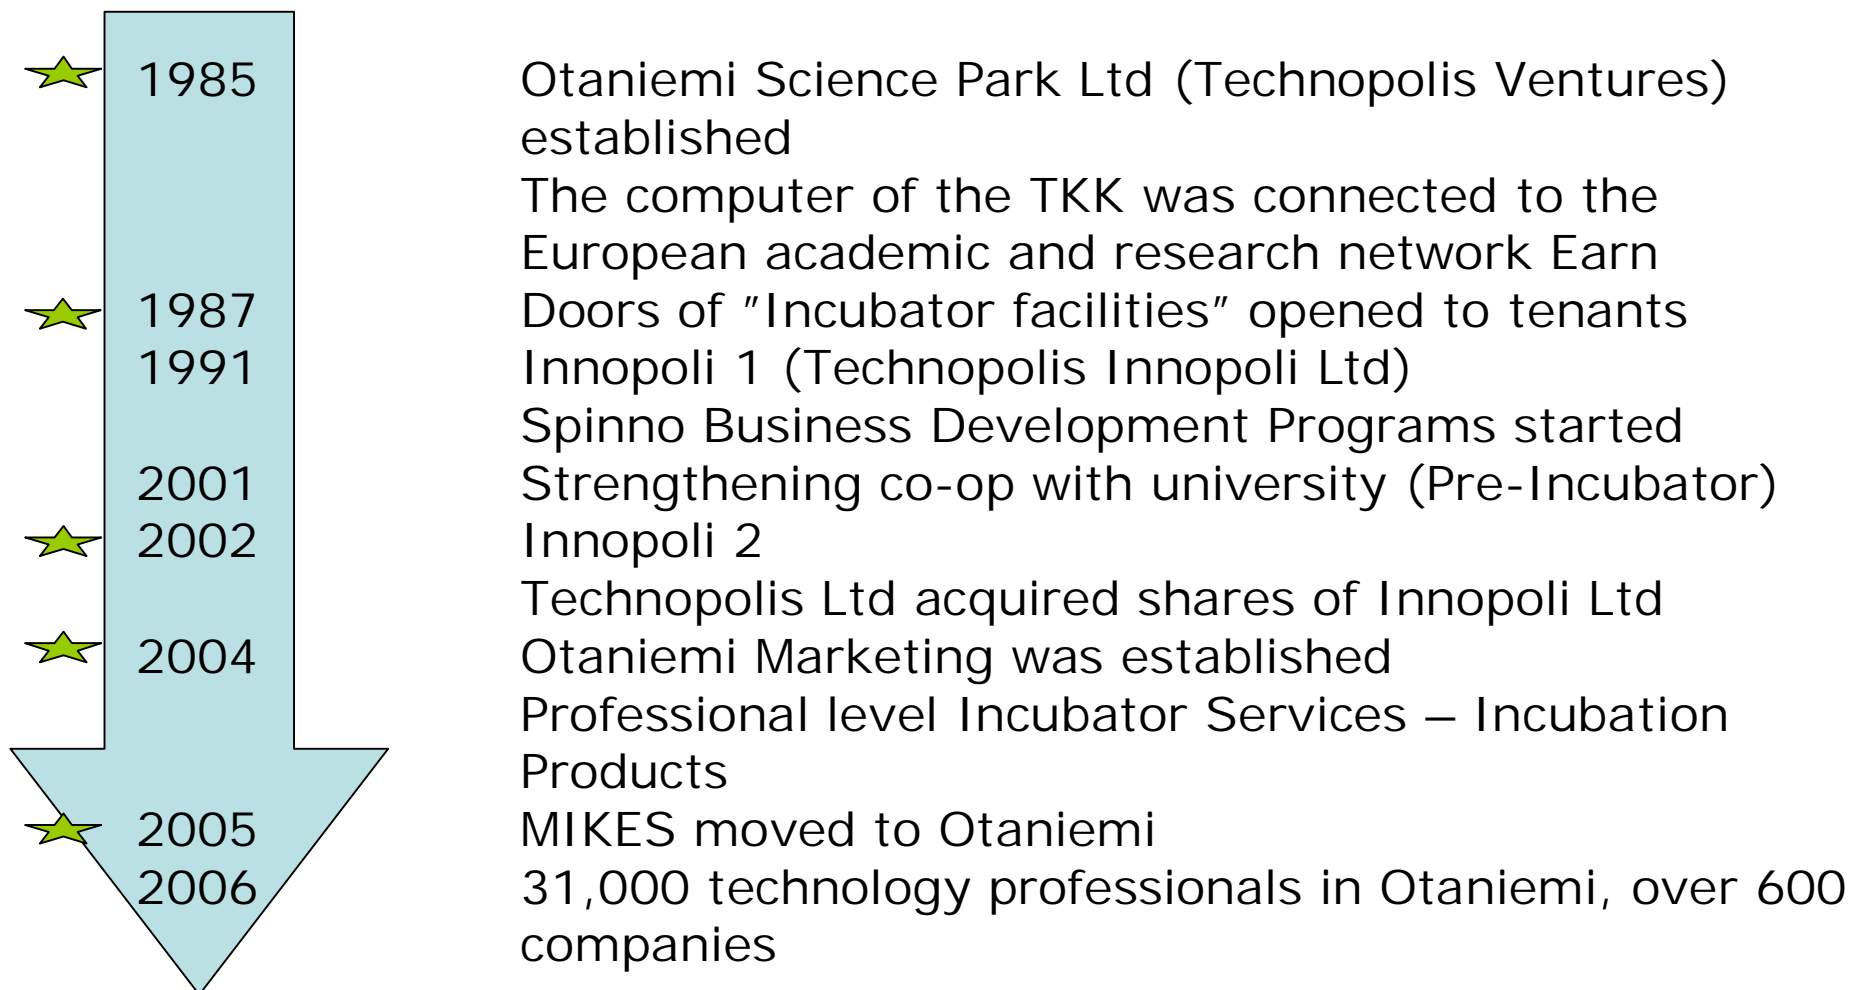 1985 Otaniemi Science Park Ltd (Technopolis Ventures)
established
The computer of the TKK was connected to the
European academic and research network Earn
1987 Doors of ”Incubator facilities” opened to tenants
1991 Innopoli 1 (Technopolis Innopoli Ltd)
Spinno Business Development Programs started
2001 Strengthening co-op with university (Pre-Incubator)
2002 Innopoli 2
Technopolis Ltd acquired shares of Innopoli Ltd
2004 Otaniemi Marketing was established
Professional level Incubator Services – Incubation
Products
2005 MIKES moved to Otaniemi
2006 31,000 technology professionals in Otaniemi, over 600
companies